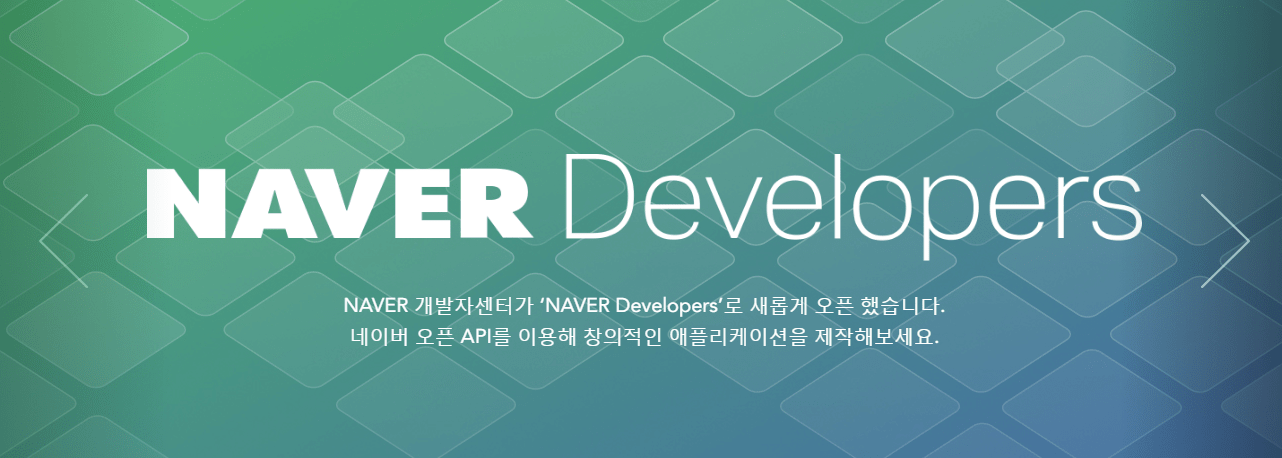 NAVER Developers
NAVER 개발자센터가 ‘NAVER Developers’로 새롭게 오픈 했습니다.
네이버 오픈 API를 이용해 창의적인 애플리케이션을 제작해보세요.